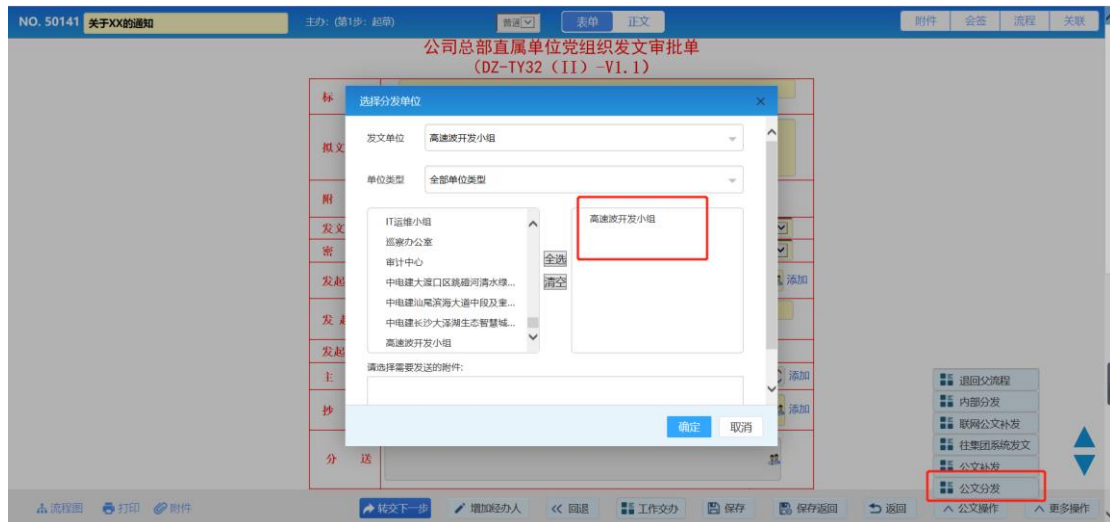 NO. 50141 关于XX的通知 主办: (第1步: 起草) 普通 表单 正文 附件 会签 流程 关联
公司总部直属单位党组织发文审批单
(DZ-TY32 (II) -V1.1)
标
选择分发单位 ×
拟文
发文单位 高速波开发小组
单位类型 全部单位类型
附
IT运维小组
高速波开发小组
发文
巡察办公室
密
审计中心
全选
发起
中电建大渡口区跳磴河清水绿...
清空
添加
中电建汕尾滨海大道中段及奎...
发 起
中电建长沙大泽湖生态智慧城...
高速波开发小组
发起
请选择需要发送的附件:
主
添加
抄
添加
确定 取消
分 送
退回父流程
内部分发
联网公文补发
往集团系统发文
公文补发
公文分发
流程图 打印 附件 转交下一步 增加经办人 << 回退 工作交办 保存 保存返回 返回 公文操作 更多操作